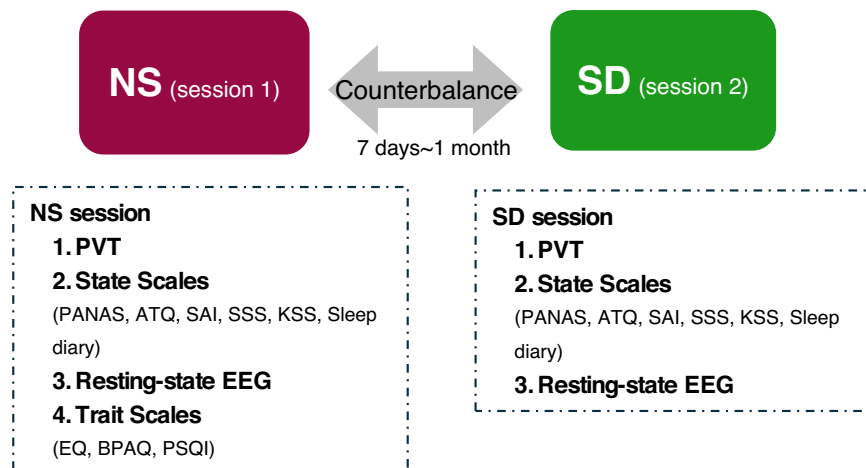 NS (session 1)
Counterbalance
SD (session 2)
7 days~1 month
NS session
1. PVT
2. State Scales
(PANAS, ATQ, SAI, SSS, KSS, Sleep
diary)
3. Resting-state EEG
4. Trait Scales
(EQ, BPAQ, PSQI)
SD session
1. PVT
2. State Scales
(PANAS, ATQ, SAI, SSS, KSS, Sleep
diary)
3. Resting-state EEG